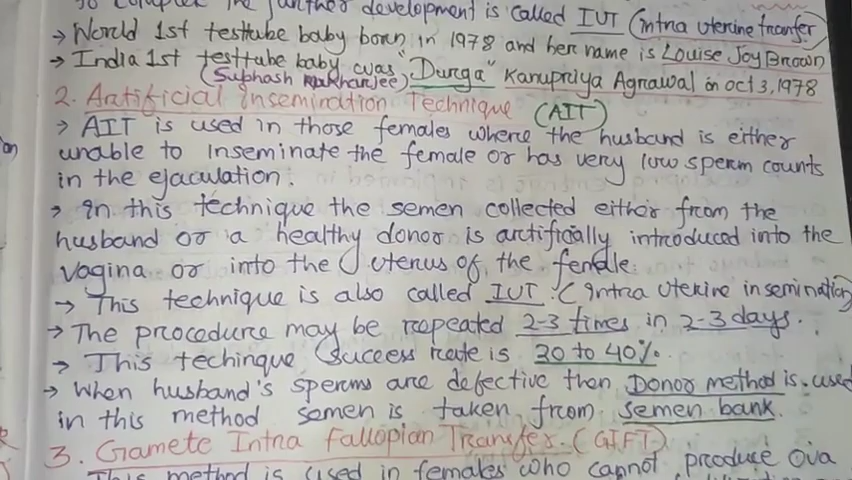 further development is called IUT (intra uterine tranfer)
→ World 1st testtube baby born in 1978 and her name is Louise Joy Brown
→ India 1st testtube baby was "Durga" Kanupriya Agrawal in oct 3, 1978
(Subhash Mukharjee)
2. Artificial insemination Technique (AIT)
→ AIT is used in those females where the husband is either
unable to inseminate the female or has very low sperm counts
in the ejaculation.
→ In this technique the semen collected either from the
husband or a healthy donor is artificially introduced into the
vagina or into the uterus of the female.
→ This technique is also called IUT. (Intra uterine insemination)
→ The procedure may be repeated 2-3 times in 2-3 days.
→ This techinque success rate is 30 to 40%.
→ When husband's sperms are defective then Donor method is used
in this method semen is taken from semen bank.
3. Gamete Intra Fallopian Transfer. (GIFT)
This method is used in females who cannot produce ova